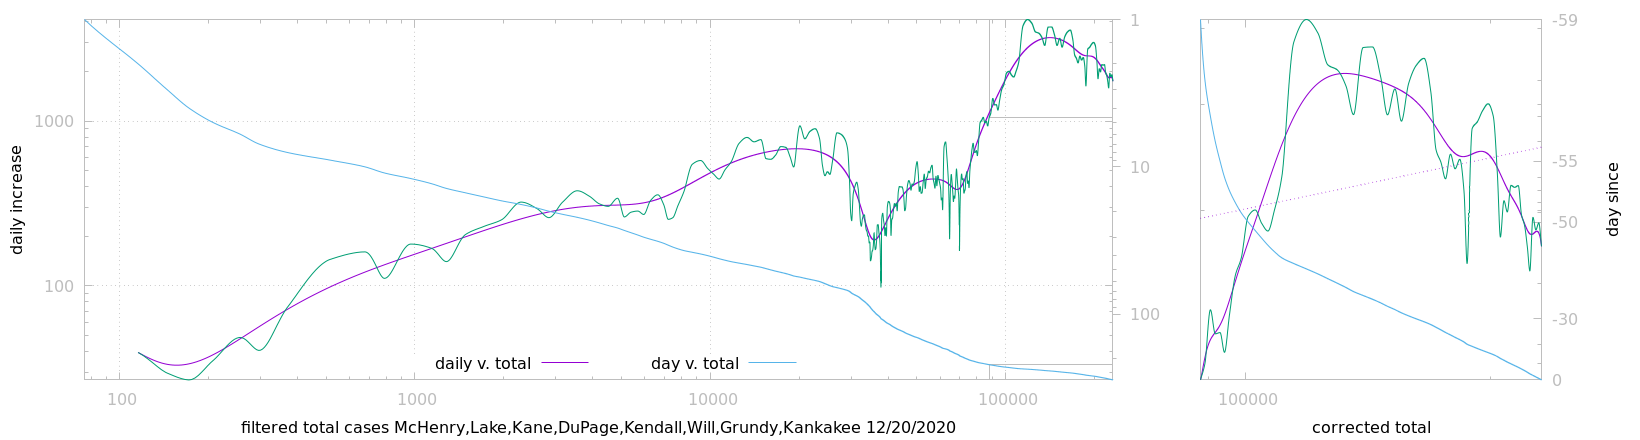 1
-59
1000
10
-55
daily increase
day since
-50
100
100
-30
daily v. total
day v. total
0
100
1000
10000
100000
100000
filtered total cases McHenry,Lake,Kane,DuPage,Kendall,Will,Grundy,Kankakee 12/20/2020
corrected total